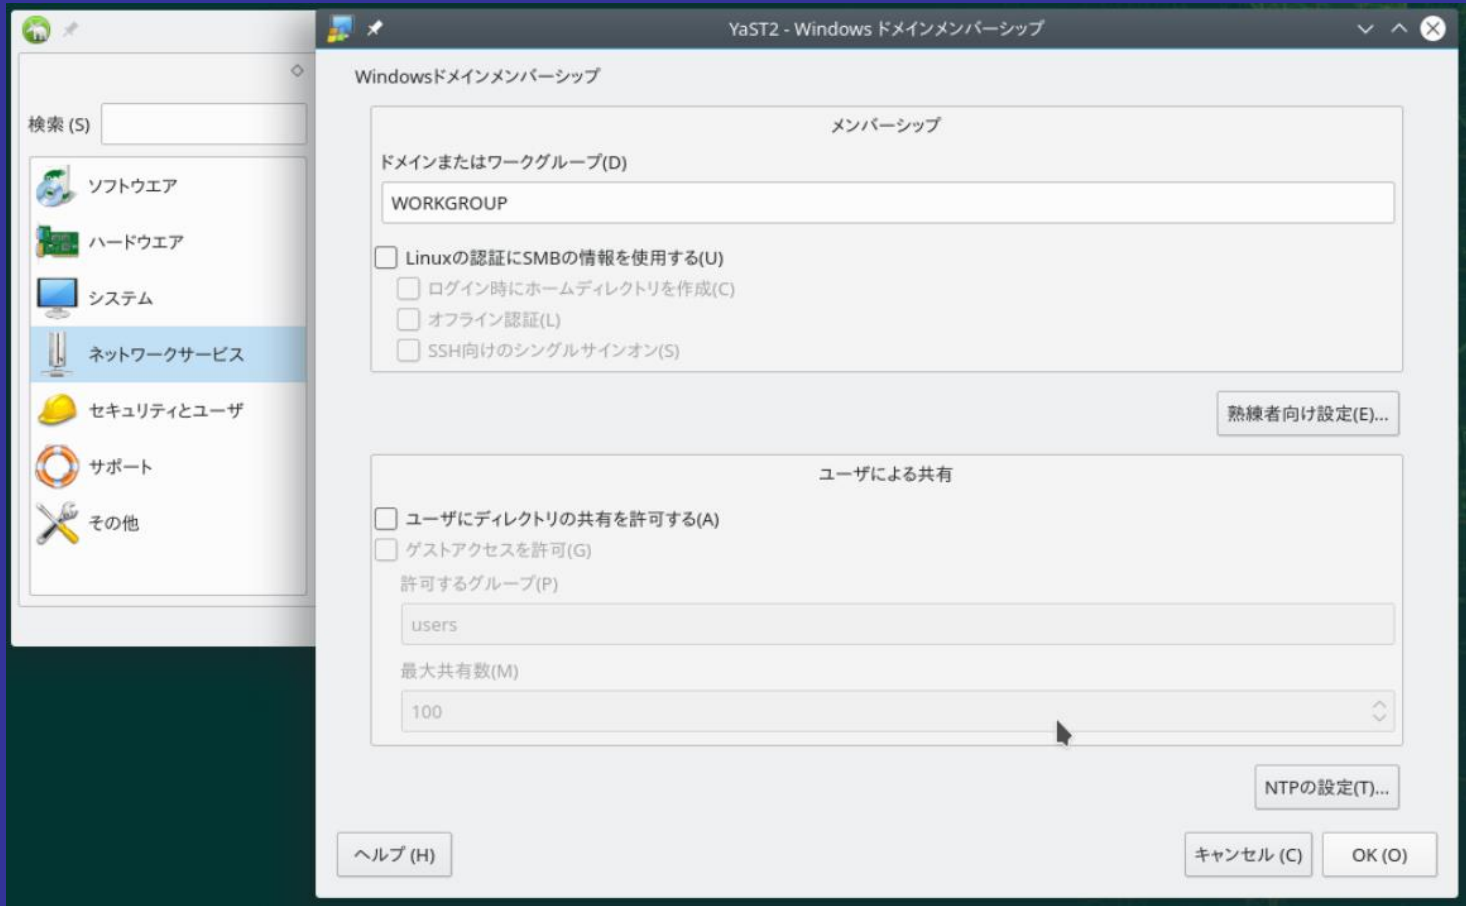 YaST2 - Windows ドメインメンバーシップ
検索 (S)
ソフトウエア
ハードウエア
システム
ネットワークサービス
セキュリティとユーザ
サポート
その他
Windowsドメインメンバーシップ
メンバーシップ
ドメインまたはワークグループ(D)
WORKGROUP
Linuxの認証にSMBの情報を使用する(U)
ログイン時にホームディレクトリを作成(C)
オフライン認証(L)
SSH向けのシングルサインオン(S)
熟練者向け設定(E)...
ユーザによる共有
ユーザにディレクトリの共有を許可する(A)
ゲストアクセスを許可(G)
許可するグループ(P)
users
最大共有数(M)
100
NTPの設定(T)...
ヘルプ (H)
キャンセル (C)
OK (O)